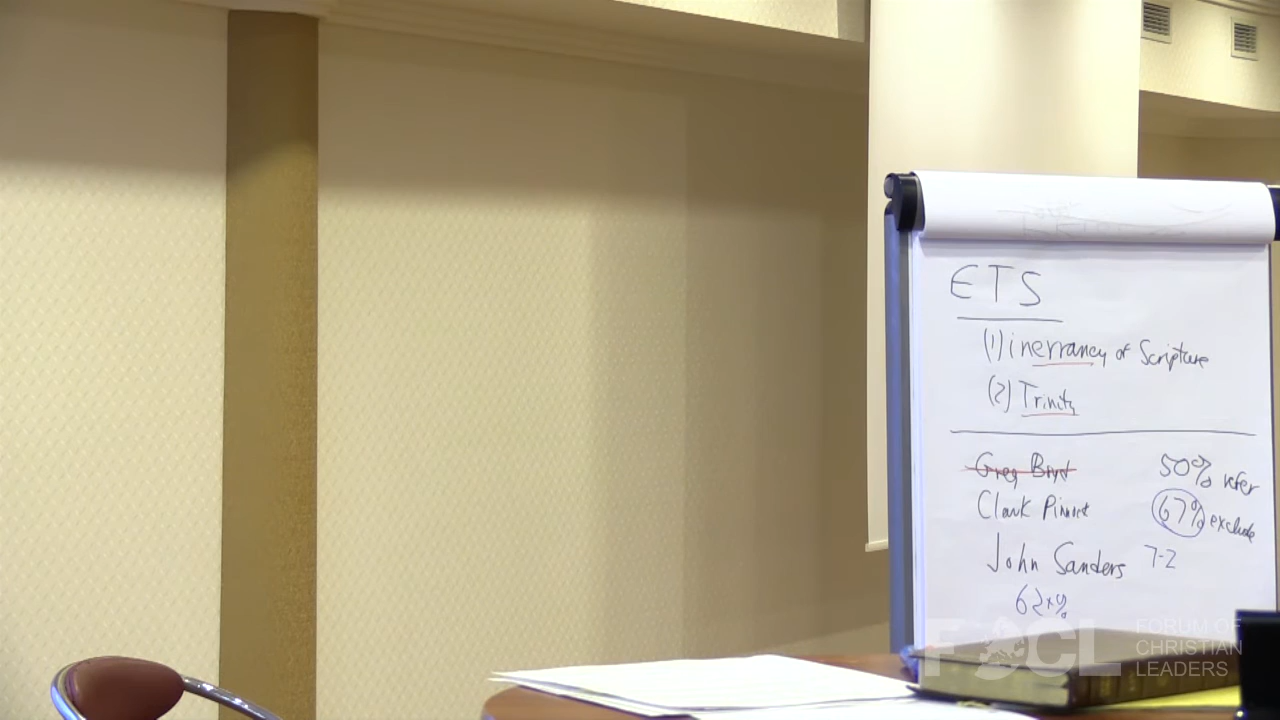 ETS
(1) inerrancy of Scripture
(2) Trinity
Greg Boyd 50% refer
Clark Pinnock 67% exclude
John Sanders 7-2
62+%
FOCL FORUM OF
CHRISTIAN
LEADERS